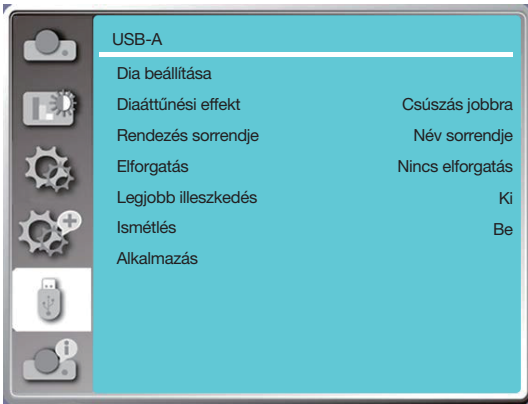 USB-A
Dia beállítása
Diaáttűnési effekt Csúszás jobbra
Rendezés sorrendje Név sorrendje
Elforgatás Nincs elforgatás
Legjobb illeszkedés Ki
Ismétlés Be
Alkalmazás